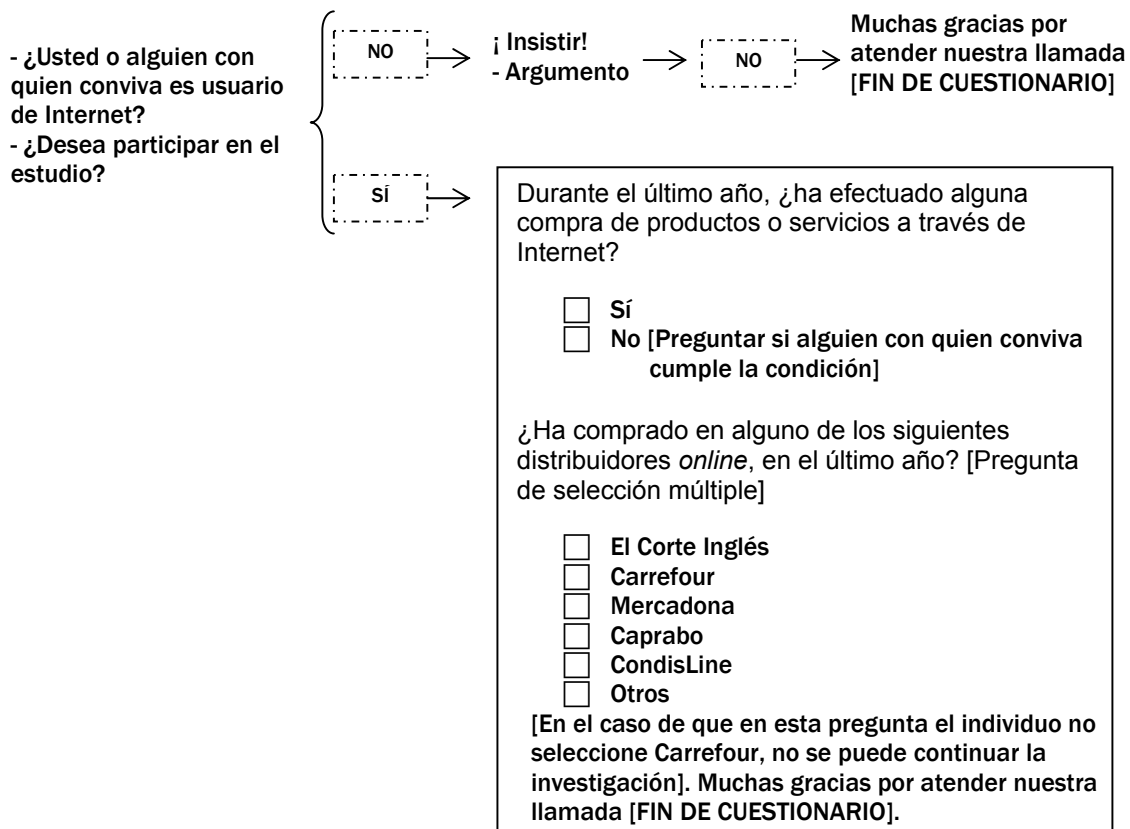 - ¿Usted o alguien con
quien conviva es usuario
de Internet?
- ¿Desea participar en el
estudio?
NO
¡ Insistir!
- Argumento
NO
Muchas gracias por
atender nuestra llamada
[FIN DE CUESTIONARIO]
SÍ
Durante el último año, ¿ha efectuado alguna
compra de productos o servicios a través de
Internet?
Sí
No [Preguntar si alguien con quien conviva
cumple la condición]
¿Ha comprado en alguno de los siguientes
distribuidores online, en el último año? [Pregunta
de selección múltiple]
El Corte Inglés
Carrefour
Mercadona
Caprabo
CondisLine
Otros
[En el caso de que en esta pregunta el individuo no
seleccione Carrefour, no se puede continuar la
investigación]. Muchas gracias por atender nuestra
llamada [FIN DE CUESTIONARIO].